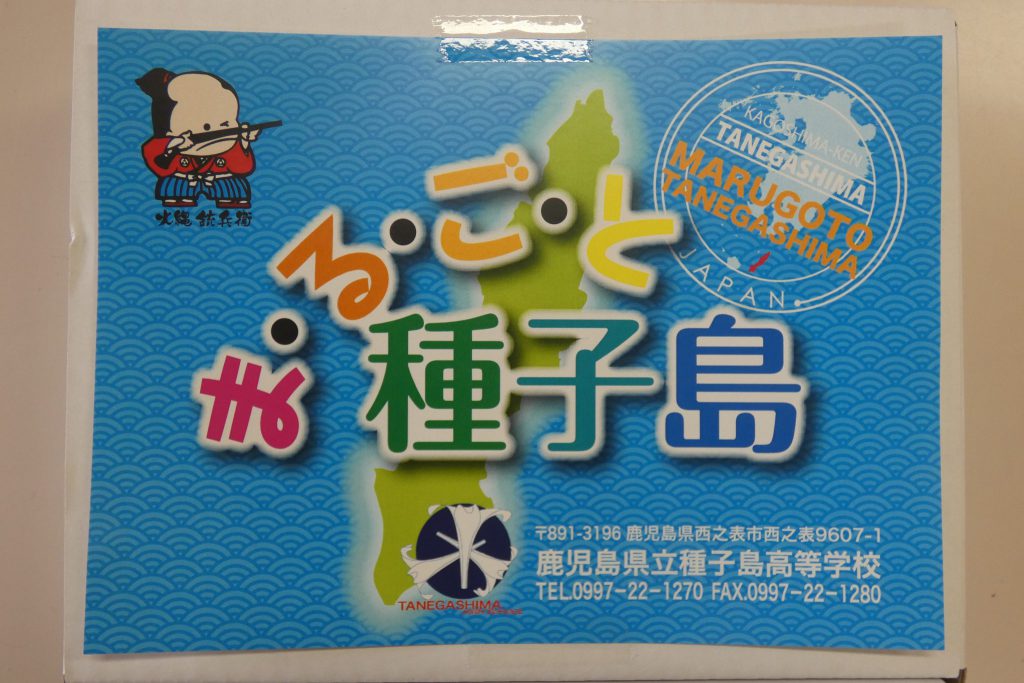 火縄 銃兵衛
KAGOSHIMA-KEN
TANEGASHIMA
MARUGOTO
TANEGASHIMA
JAPAN
ま・る・ご・と
種子島
TANEGASHIMA
〒891-3196 鹿児島県西之表市西之表9607-1
鹿児島県立種子島高等学校
TEL.0997-22-1270 FAX.0997-22-1280